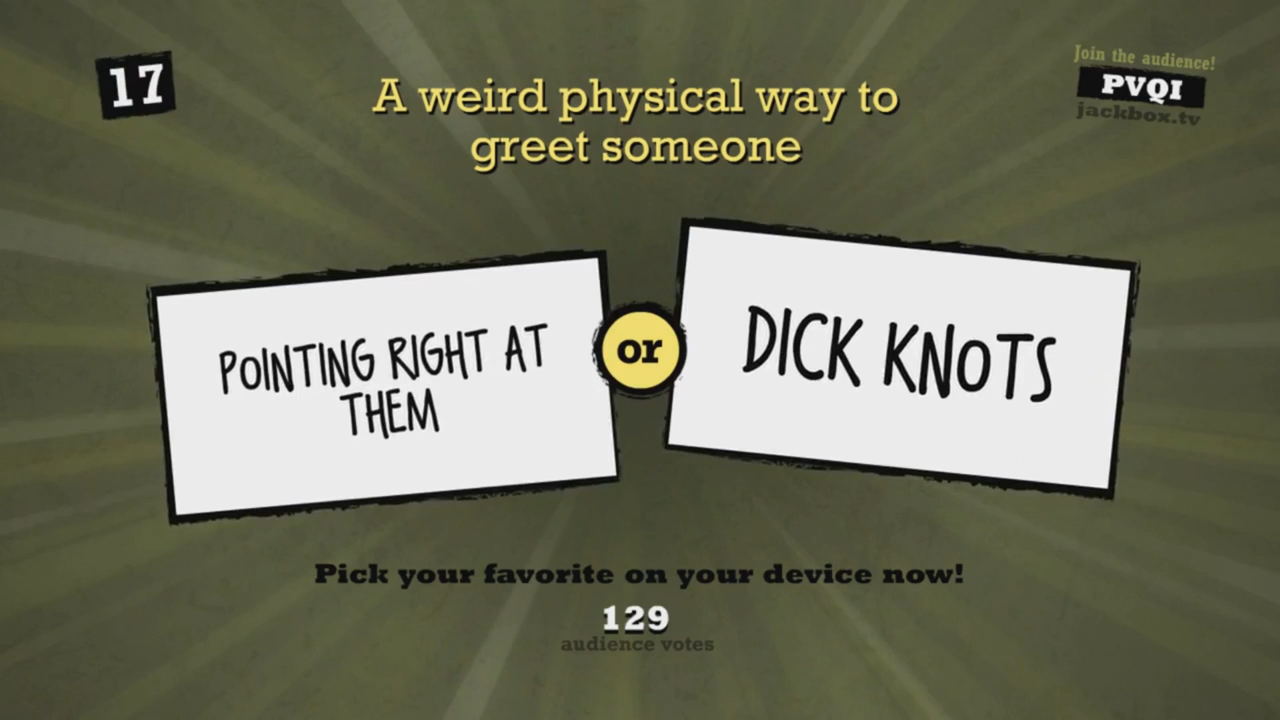 17
A weird physical way to
greet someone
Join the audience!
PVQI
jackbox.tv
POINTING RIGHT AT
THEM
or
DICK KNOTS
Pick your favorite on your device now!
129
audience votes